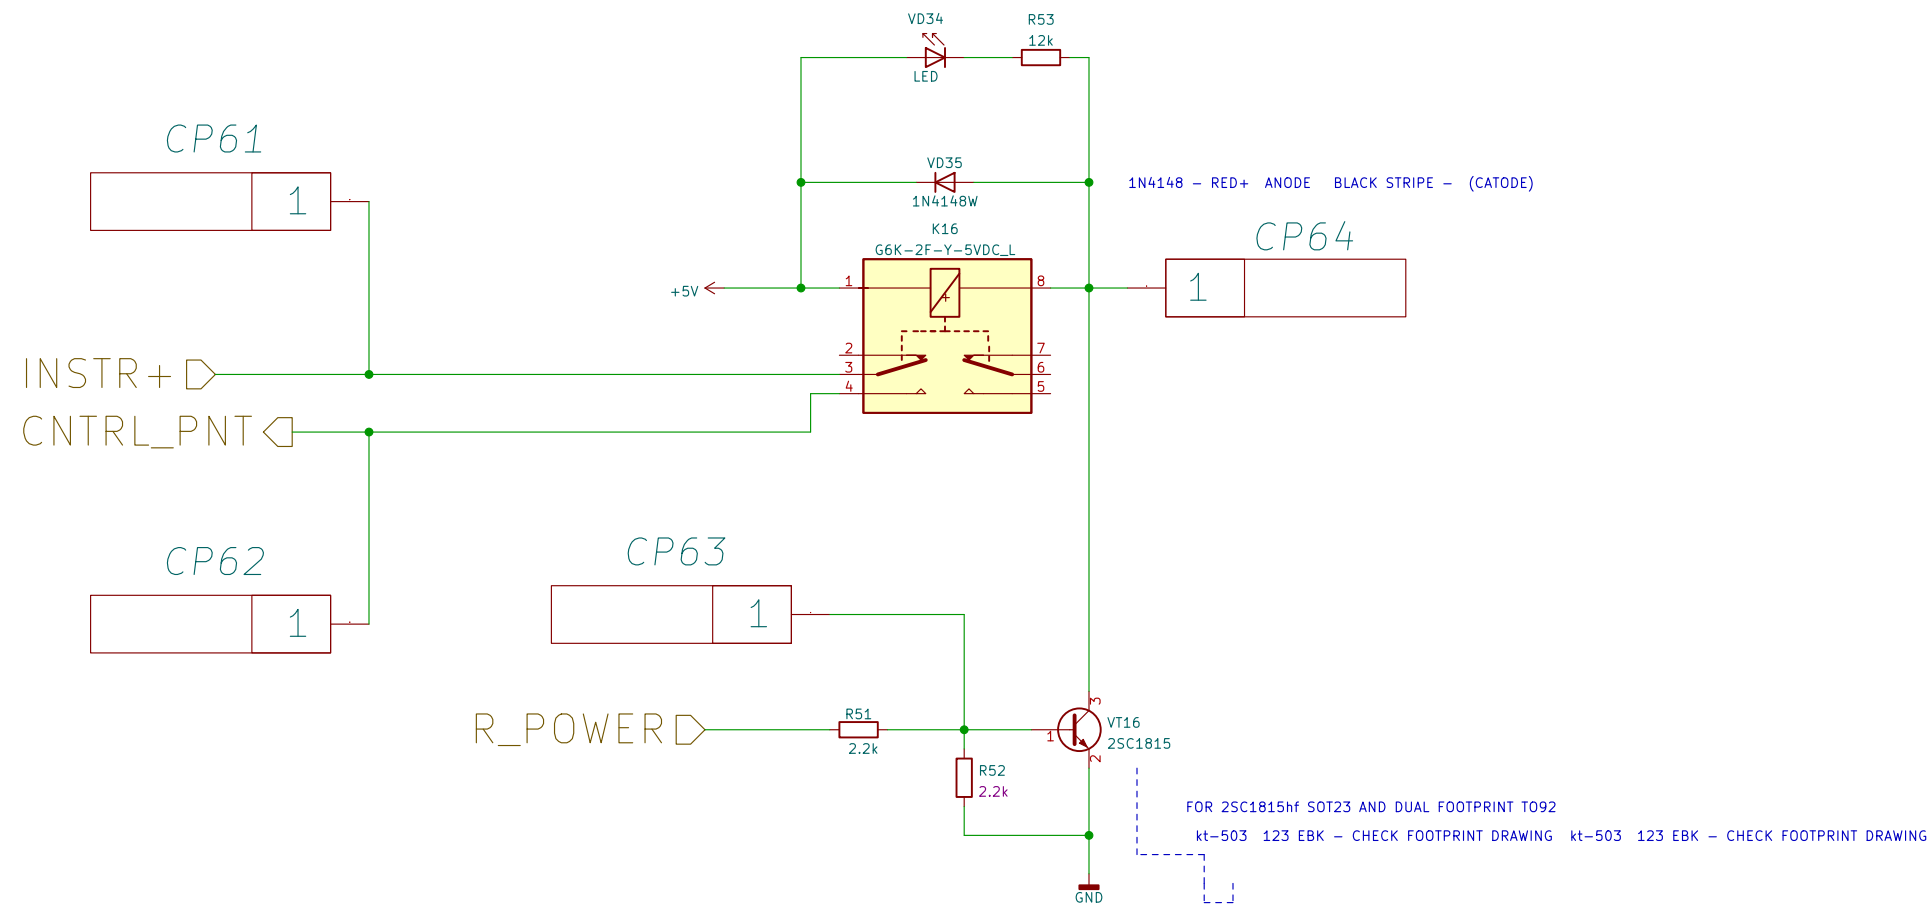 VD34
R53
12k
LED
CP61
1
VD35
1N4148W
1N4148 - RED+ ANODE BLACK STRIPE - (CATODE)
K16
G6K-2F-Y-5VDC_L
CP64
+5V
1
8
1
2
7
3
6
4
5
INSTR+
CNTRL_PNT
CP62
1
CP63
1
R_POWER
R51
2.2k
R52
2.2k
1
3
2
VT16
2SC1815
FOR 2SC1815hf SOT23 AND DUAL FOOTPRINT TO92
kt-503 123 EBK - CHECK FOOTPRINT DRAWING kt-503 123 EBK - CHECK FOOTPRINT DRAWING
GND